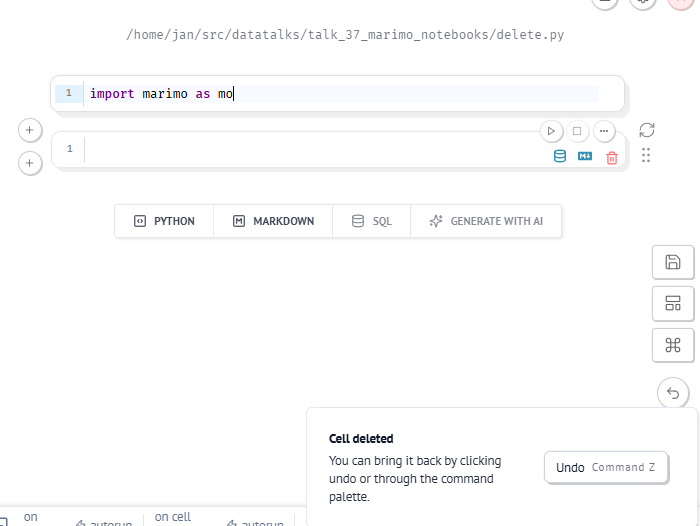 /home/jan/src/datatalks/talk_37_marimo_notebooks/delete.py
1 import marimo as mo
1
PYTHON MARKDOWN SQL GENERATE WITH AI
Cell deleted
You can bring it back by clicking
undo or through the command
palette.
Undo Command Z
on
autorun
on cell
autorun